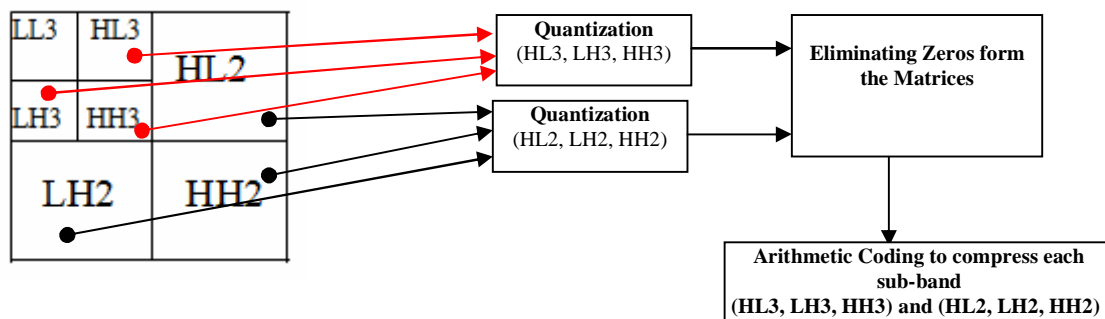 LL3 HL3
HL2
LH3 HH3
LH2 HH2
Quantization
(HL3, LH3, HH3)
Quantization
(HL2, LH2, HH2)
Eliminating Zeros form
the Matrices
Arithmetic Coding to compress each
sub-band
(HL3, LH3, HH3) and (HL2, LH2, HH2)